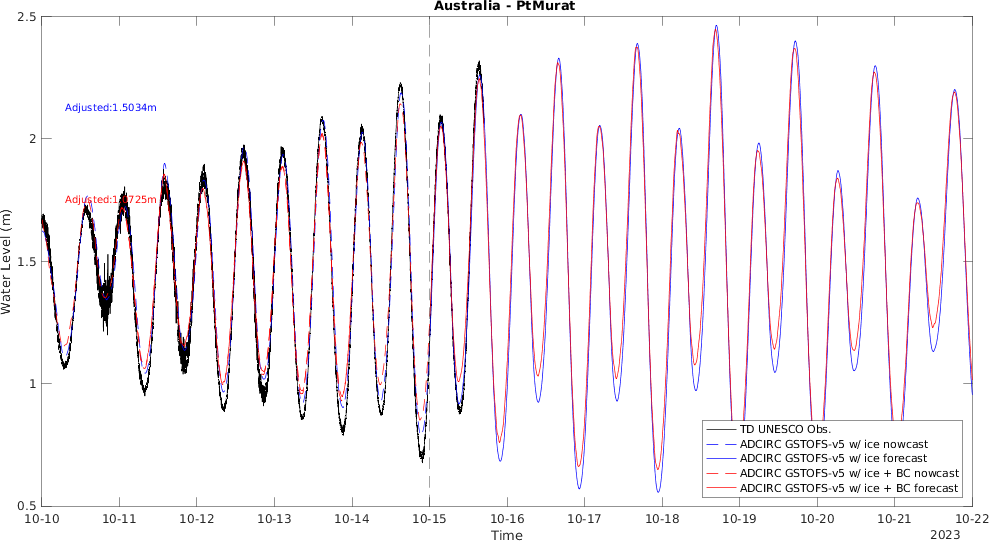 Australia - PtMurat
2.5
2
1.5
1
0.5
Water Level (m)
Adjusted:1.5034m
10-10
10-11
10-12
10-13
10-14
10-15
10-16
10-17
10-18
10-19
10-20
10-21
10-22
Time
2023
TD UNESCO Obs.
ADCIRC GSTOFS-v5 w/ ice nowcast
ADCIRC GSTOFS-v5 w/ ice forecast
ADCIRC GSTOFS-v5 w/ ice + BC nowcast
ADCIRC GSTOFS-v5 w/ ice + BC forecast